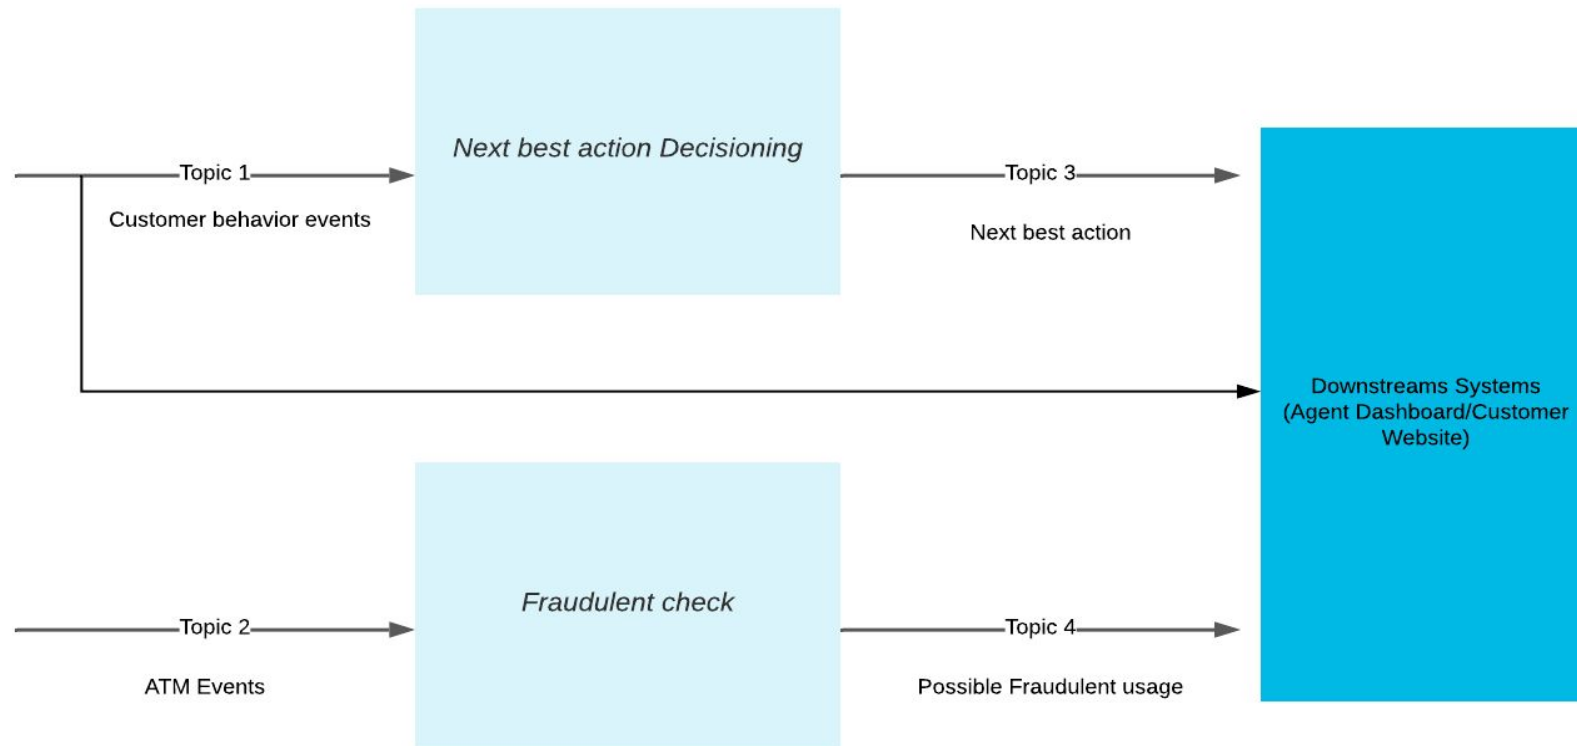 Next best action Decisioning
Topic 1
Customer behavior events
Topic 3
Next best action
Downstreams Systems
(Agent Dashboard/Customer
Website)
Fraudulent check
Topic 2
ATM Events
Topic 4
Possible Fraudulent usage